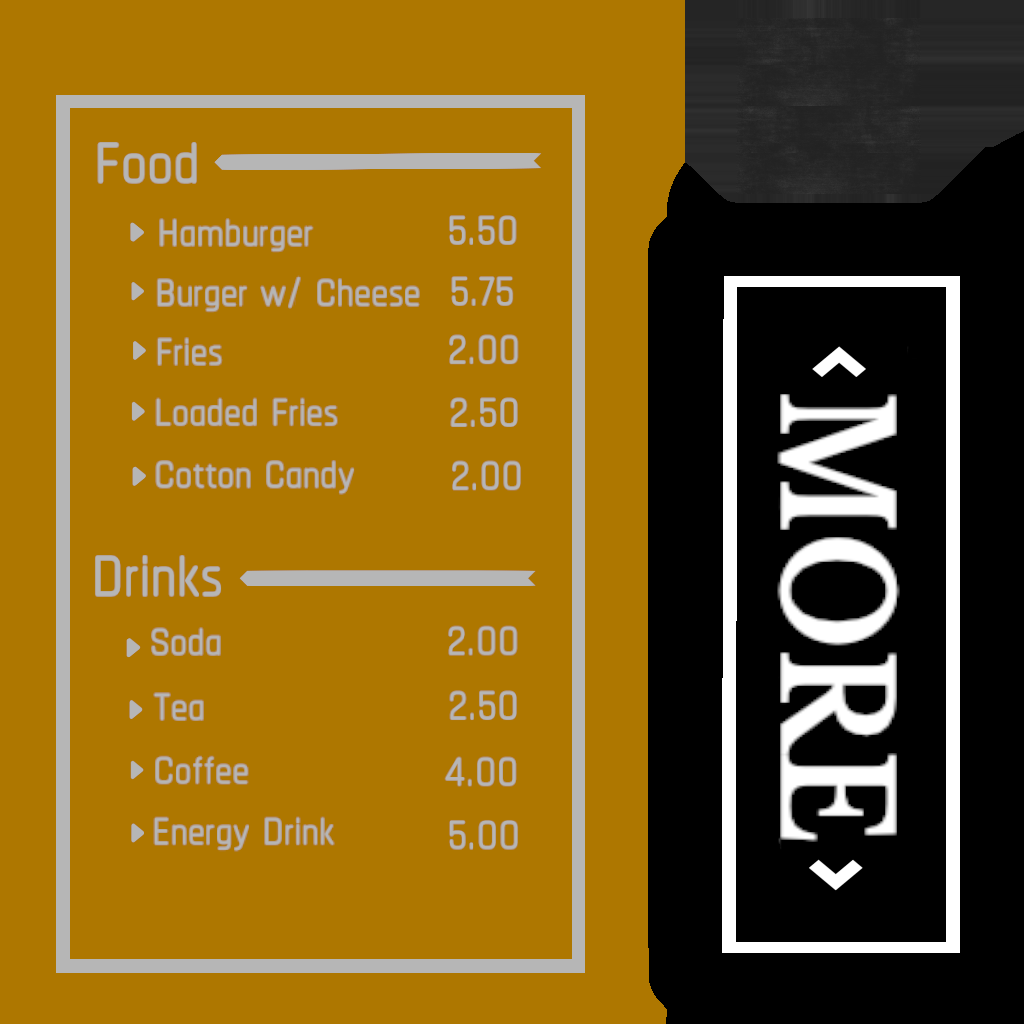 Food
Hamburger 5.50
Burger w/ Cheese 5.75
Fries 2.00
Loaded Fries 2.50
Cotton Candy 2.00
Drinks
Soda 2.00
Tea 2.50
Coffee 4.00
Energy Drink 5.00
< MORE >